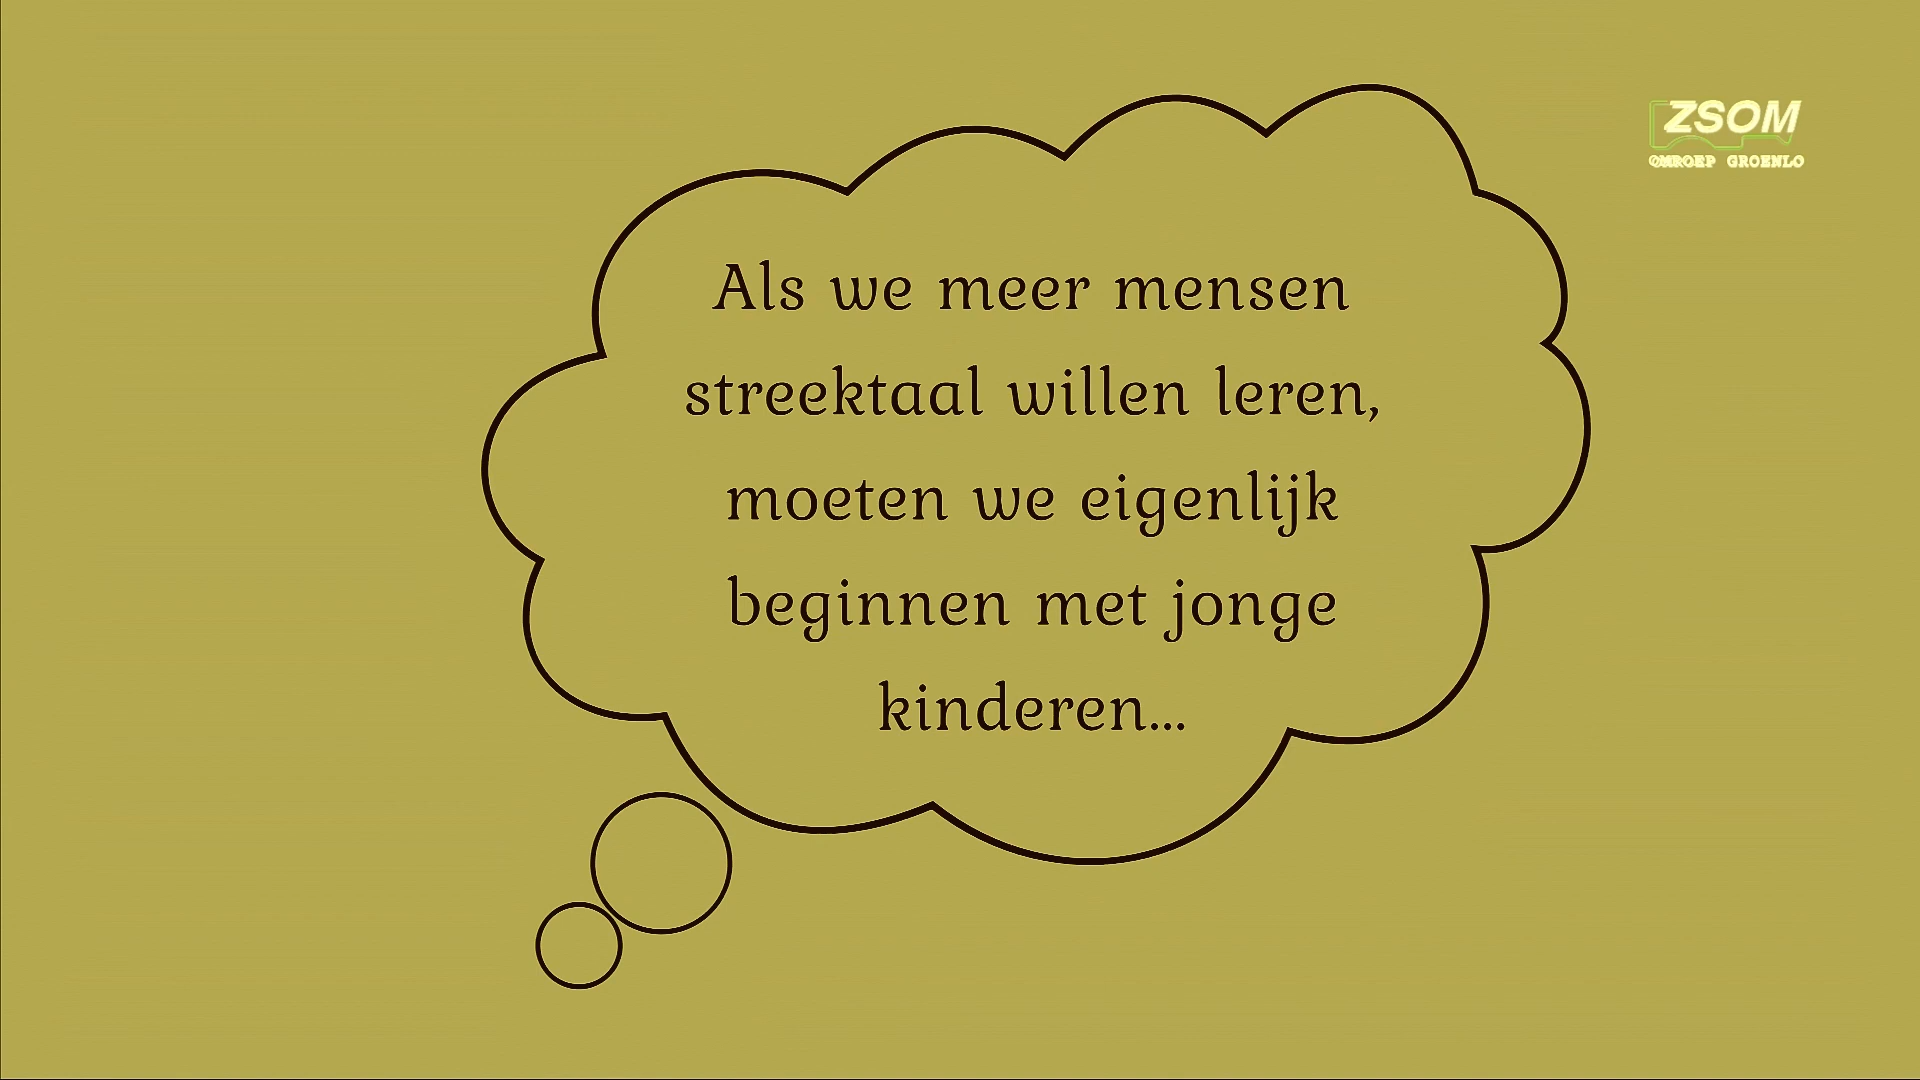 ZSOM
OMROEP GROENLO
Als we meer mensen
streektaal willen leren,
moeten we eigenlijk
beginnen met jonge
kinderen...